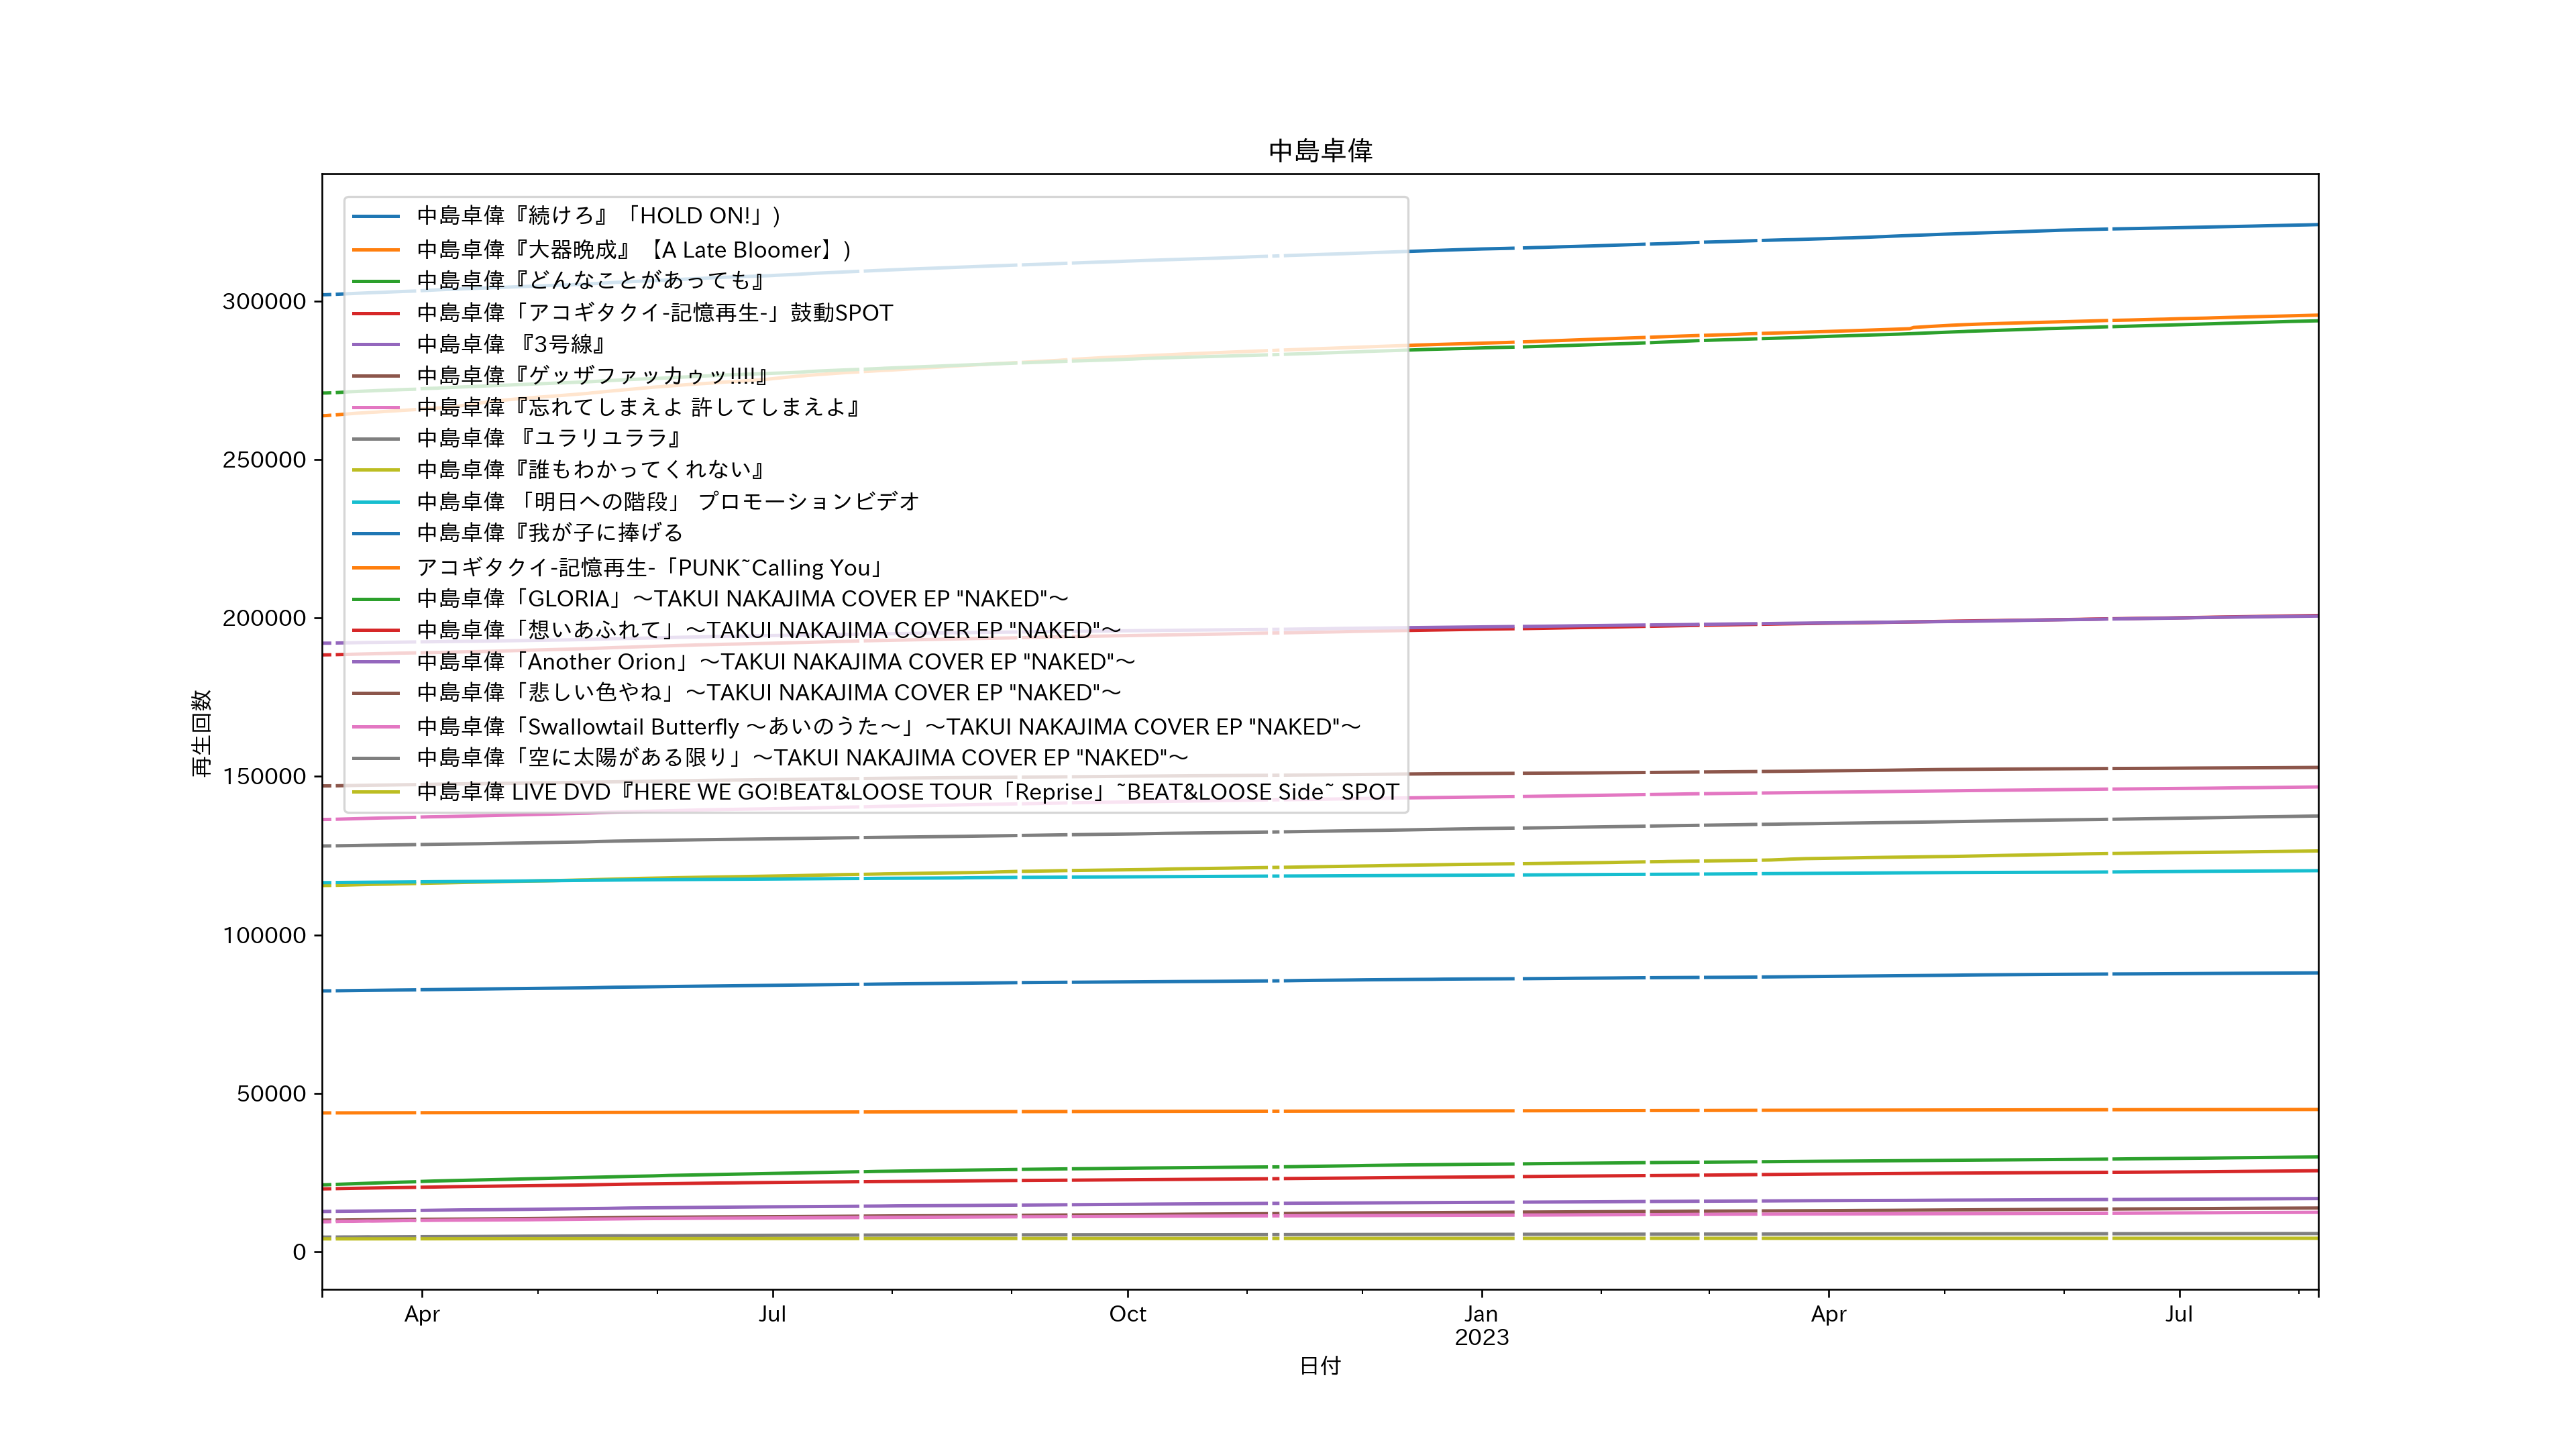 中島卓偉
中島卓偉『続けろ』「HOLD ON!」)
中島卓偉『大器晩成』【A Late Bloomer】)
中島卓偉『どんなことがあっても』
中島卓偉「アコギタクイ-記憶再生-」鼓動SPOT
中島卓偉 『3号線』
中島卓偉『ゲッザファッカゥッ!!!!』
中島卓偉『忘れてしまえよ 許してしまえよ』
中島卓偉 『ユラリユララ』
中島卓偉『誰もわかってくれない』
中島卓偉 「明日への階段」 プロモーションビデオ
中島卓偉『我が子に捧げる
アコギタクイ-記憶再生-「PUNK~Calling You」
中島卓偉「GLORIA」〜TAKUI NAKAJIMA COVER EP "NAKED"〜
中島卓偉「想いあふれて」〜TAKUI NAKAJIMA COVER EP "NAKED"〜
中島卓偉「Another Orion」〜TAKUI NAKAJIMA COVER EP "NAKED"〜
中島卓偉「悲しい色やね」〜TAKUI NAKAJIMA COVER EP "NAKED"〜
中島卓偉「Swallowtail Butterfly 〜あいのうた〜」〜TAKUI NAKAJIMA COVER EP "NAKED"〜
中島卓偉「空に太陽がある限り」〜TAKUI NAKAJIMA COVER EP "NAKED"〜
中島卓偉 LIVE DVD『HERE WE GO!BEAT&LOOSE TOUR「Reprise」~BEAT&LOOSE Side~ SPOT
300000
250000
200000
150000
100000
50000
0
再生回数
Apr Jul Oct Jan Apr Jul
2023
日付